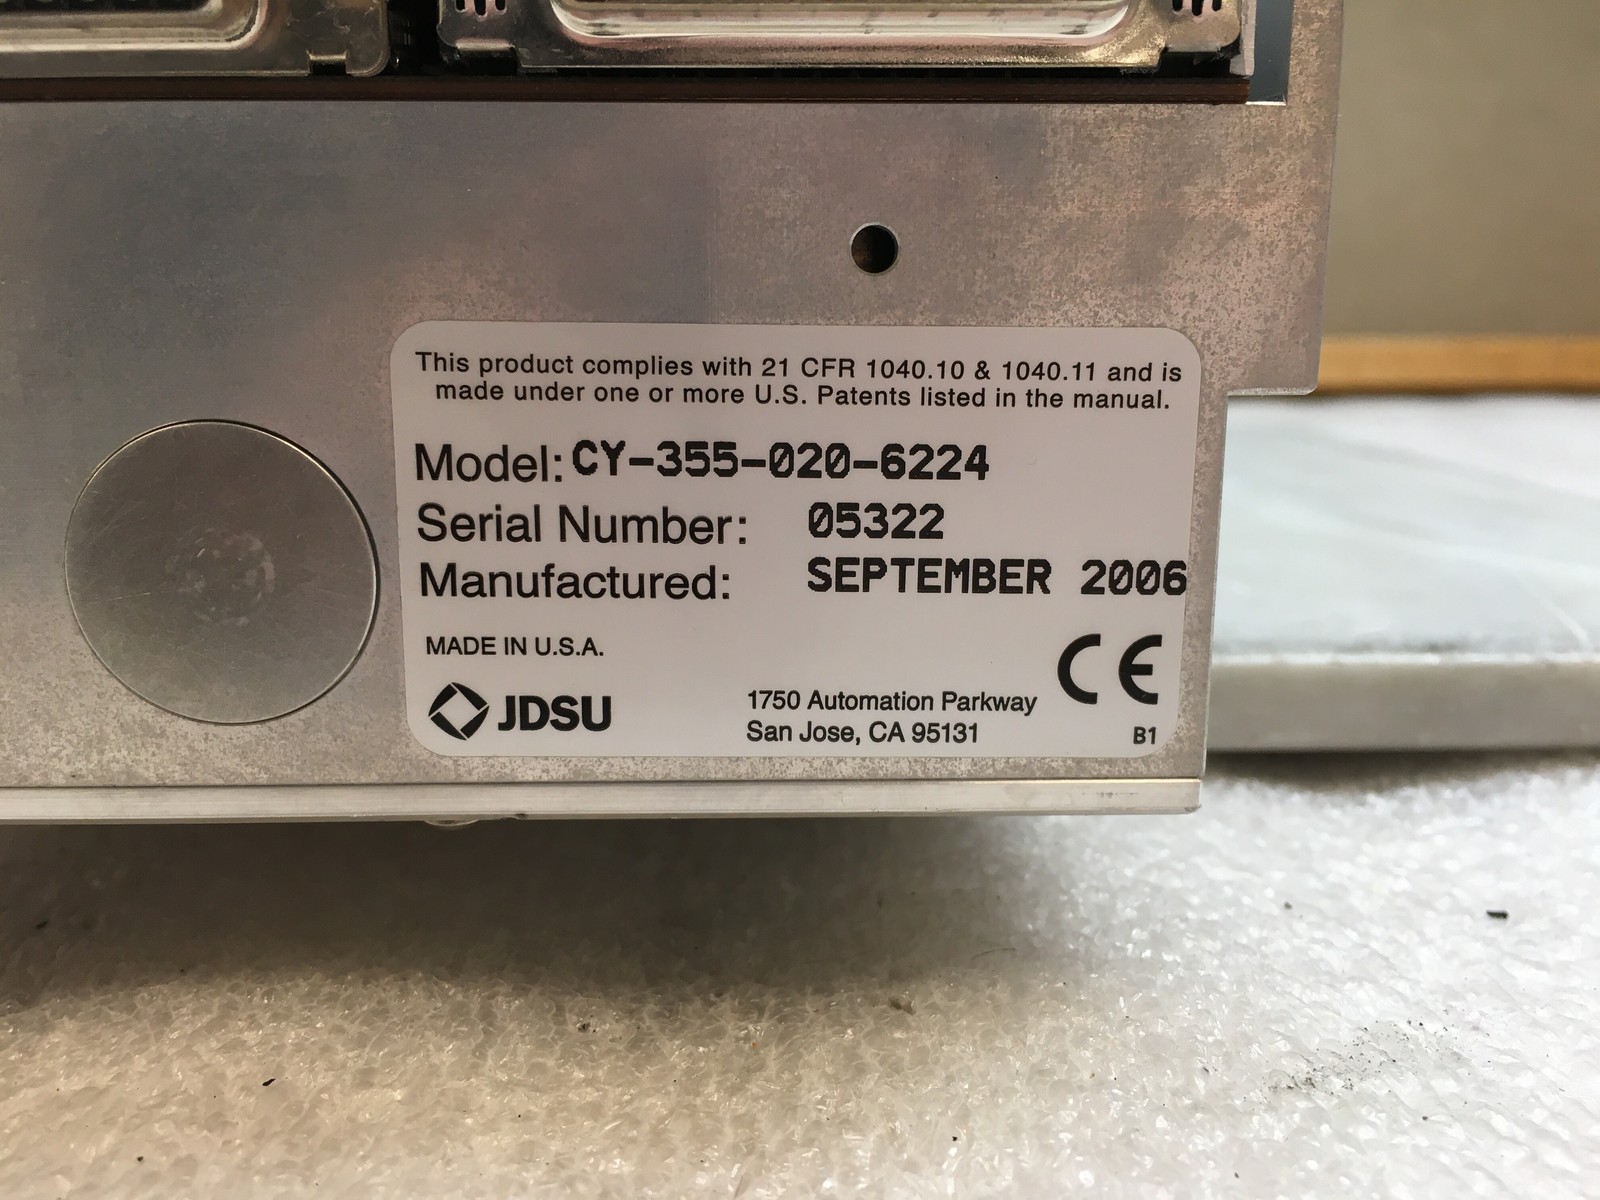 This product complies with 21 CFR 1040.10 & 1040.11 and is
made under one or more U.S. Patents listed in the manual.
Model: CY-355-020-6224
Serial Number: 05322
Manufactured: SEPTEMBER 2006
MADE IN U.S.A.
JDSU
1750 Automation Parkway
San Jose, CA 95131
CE
B1